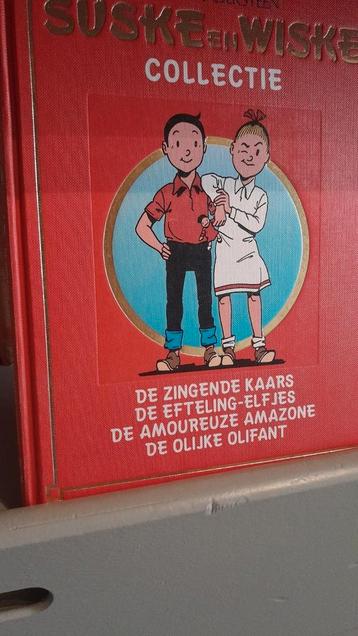 SUSKE EN WISKE
COLLECTIE
DE ZINGENDE KAARS
DE EFTELING-ELFJES
DE AMOUREUZE AMAZONE
DE OLIJKE OLIFANT